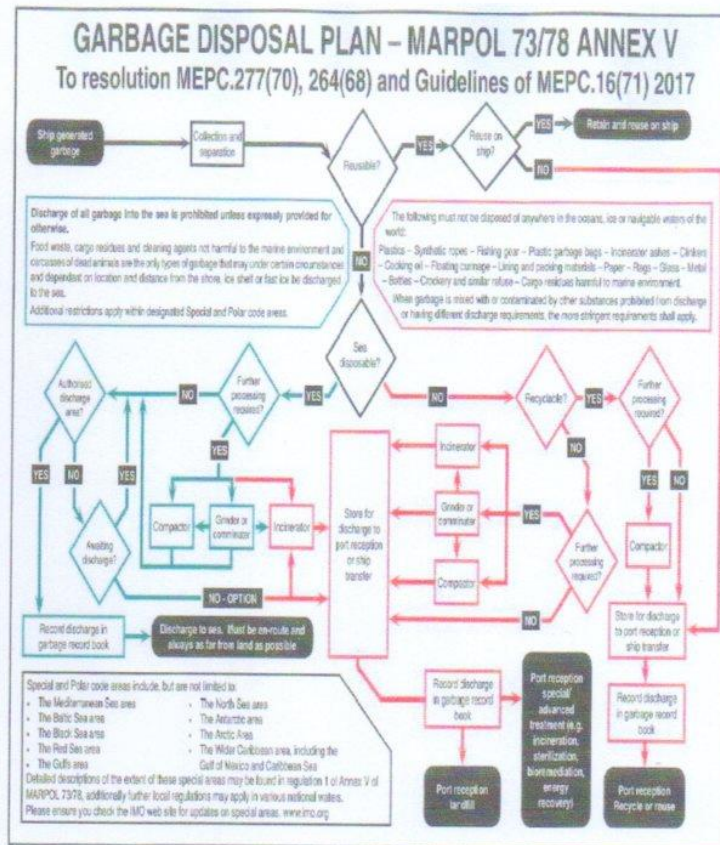 GARBAGE DISPOSAL PLAN – MARPOL 73/78 ANNEX V
To resolution MEPC.277(70), 264(68) and Guidelines of MEPC.16(71) 2017
Ship generated
garbage
Collection and
separation
Reusable?
YES
Reuse on
ship?
YES
Retain and reuse on ship
NO
NO
Discharge of all garbage into the sea is prohibited unless expressly provided for
otherwise.
Food waste, cargo residues and cleaning agents not harmful to the marine environment and
carcasses of dead animals are the only types of garbage that may under certain circumstances
and dependent on location and distance from the shore, ice shelf or fast ice be discharged
to the sea.
Additional restrictions apply within designated Special and Polar code areas.
The following must not be disposed of anywhere in the oceans, ice or navigable waters of the
world:
Plastics – Synthetic ropes – Fishing gear – Plastic garbage bags – Incinerator ashes – Clinkers
– Cooking oil – Floating dunnage – Lining and packing materials – Paper – Rags – Glass – Metal
– Bottles – Crockery and similar refuse – Cargo residues harmful to marine environment.
When garbage is mixed with or contaminated by other substances prohibited from discharge
or having different discharge requirements, the more stringent requirements shall apply.
Sea
disposable?
Authorised
discharge
area?
NO
Further
processing
required?
YES
NO
Recyclable?
YES
Further
processing
required?
YES
NO
YES
YES
NO
YES
NO
Compactor
Grinder or
comminuter
Incinerator
Store for
discharge to
port reception
or ship
transfer
Incinerator
Grinder or
comminuter
Compactor
YES
Further
processing
required?
NO
Compactor
Awaiting
discharge?
NO - OPTION
Record discharge in
garbage record book
Discharge to sea. Must be en-route and
always as far from land as possible
Store for discharge
to port reception or
ship transfer
Special and Polar code areas include, but are not limited to:
• The Mediterranean Sea area
• The Baltic Sea area
• The Black Sea area
• The Red Sea area
• The Gulfs area
• The North Sea area
• The Antarctic area
• The Arctic Area
• The Wider Caribbean area, including the
Gulf of Mexico and Caribbean Sea
Detailed descriptions of the extent of these special areas may be found in regulation 1 of Annex V of
MARPOL 73/78, additionally further local regulations may apply in various national waters.
Please ensure you check the IMO web site for updates on special areas. www.imo.org
Record discharge
in garbage record
book
Port reception
landfill
Port reception
special/
advanced
treatment (e.g.
incineration,
sterilization,
bioremediation,
energy
recovery)
Record discharge
in garbage record
book
Port reception
Recycle or reuse